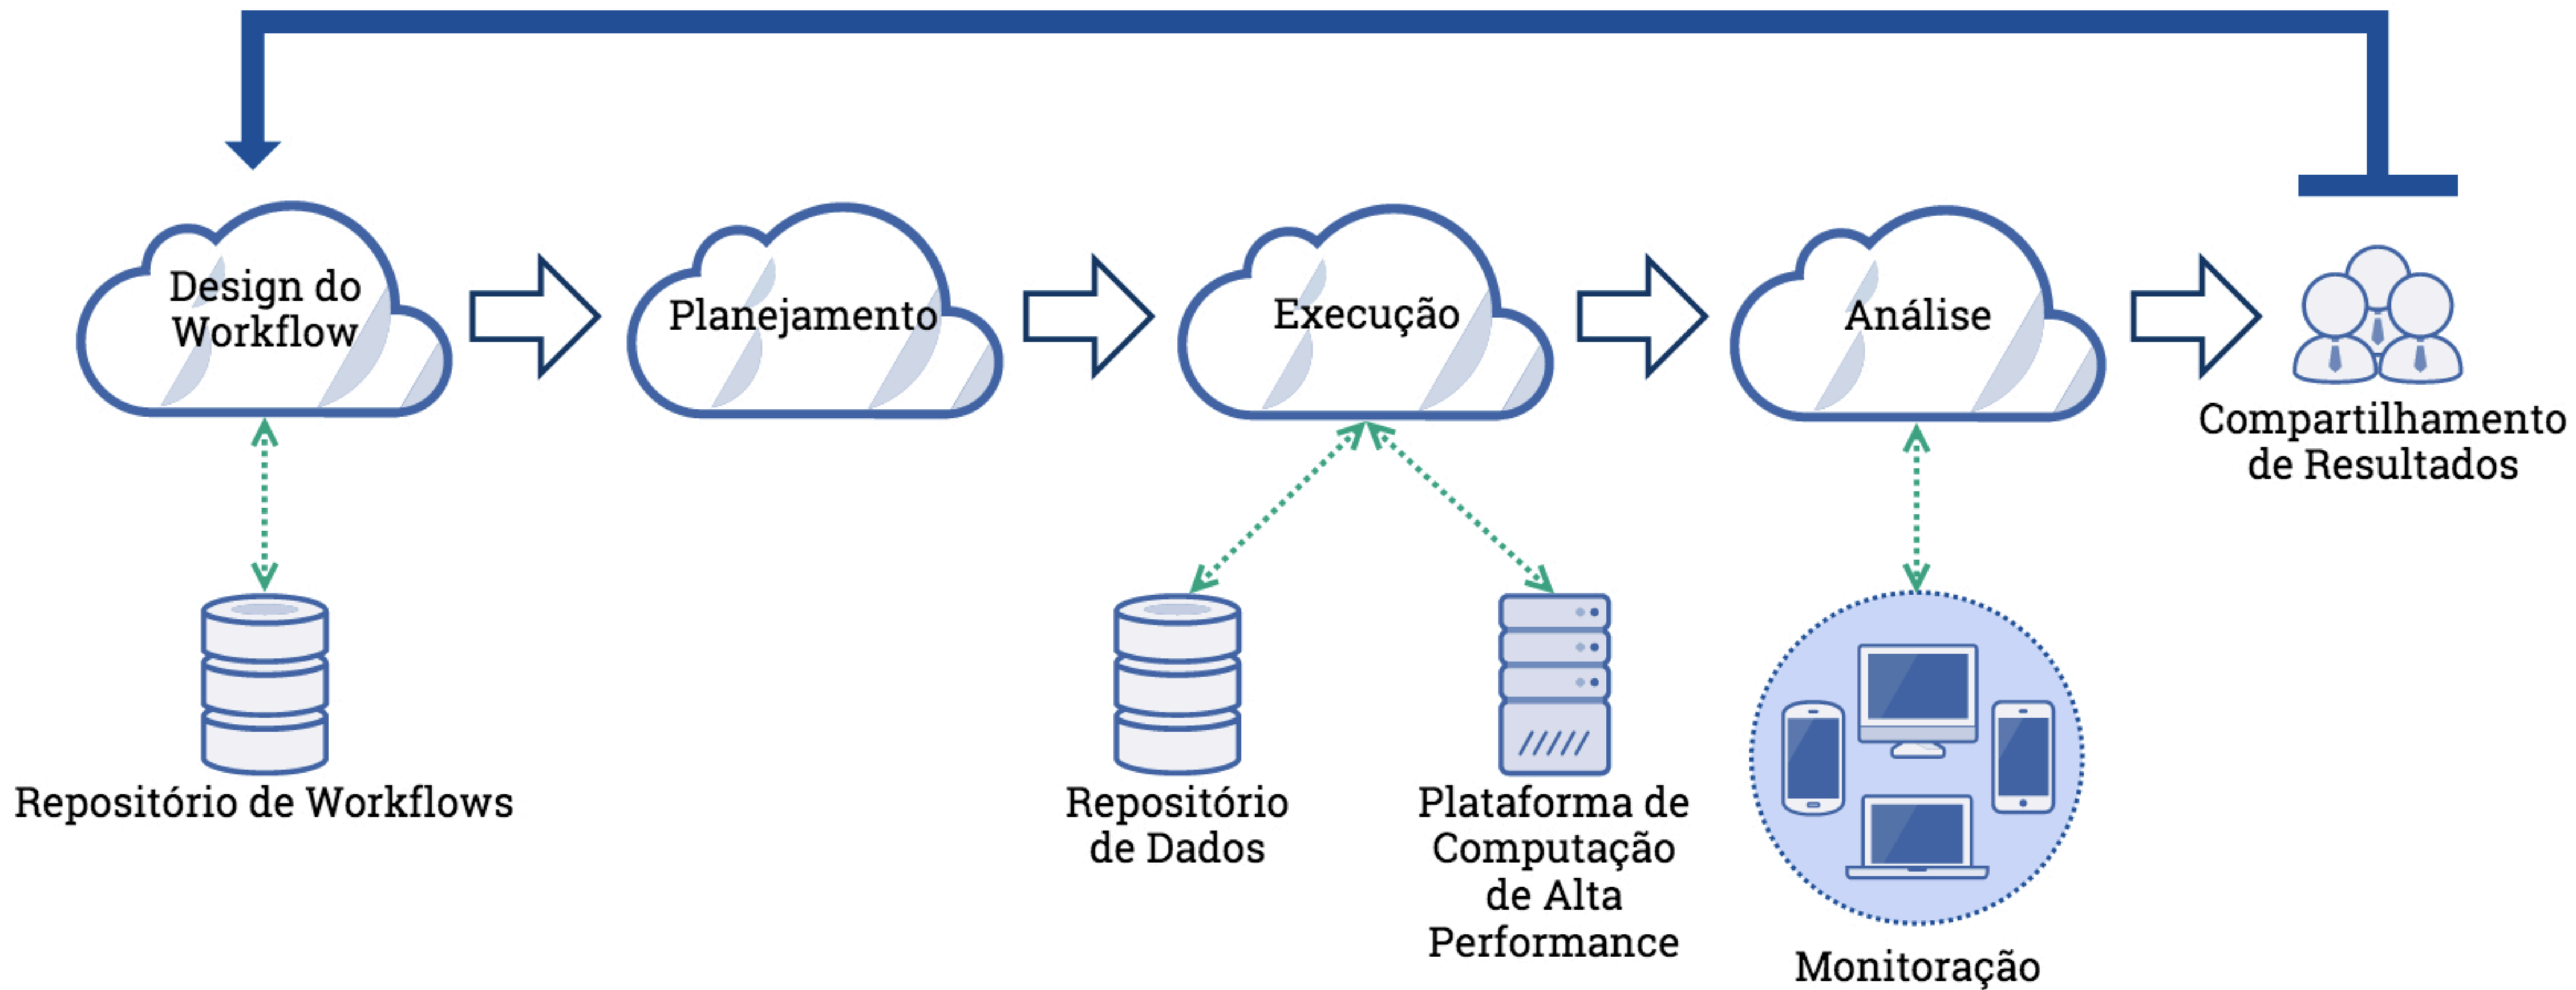 Design do
Workflow
Planejamento
Execução
Análise
Compartilhamento
de Resultados
Repositório de Workflows
Repositório
de Dados
Plataforma de
Computação
de Alta
Performance
Monitoração